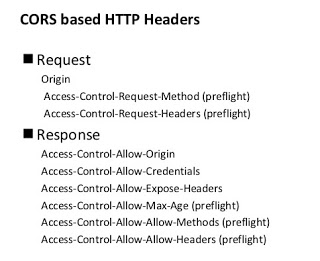 CORS based HTTP Headers
Request
Origin
Access-Control-Request-Method (preflight)
Access-Control-Request-Headers (preflight)
Response
Access-Control-Allow-Origin
Access-Control-Allow-Credentials
Access-Control-Allow-Expose-Headers
Access-Control-Allow-Max-Age (preflight)
Access-Control-Allow-Allow-Methods (preflight)
Access-Control-Allow-Allow-Headers (preflight)